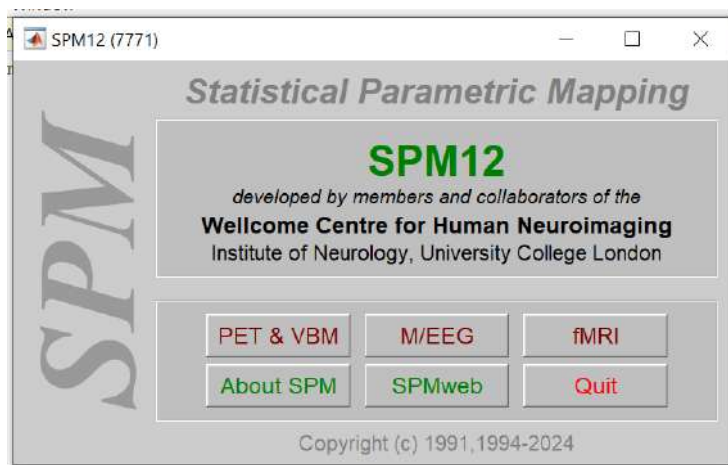 SPM12 (7771)
Statistical Parametric Mapping
SPM
SPM12
developed by members and collaborators of the
Wellcome Centre for Human Neuroimaging
Institute of Neurology, University College London
PET & VBM M/EEG fMRI
About SPM SPMweb Quit
Copyright (c) 1991,1994-2024